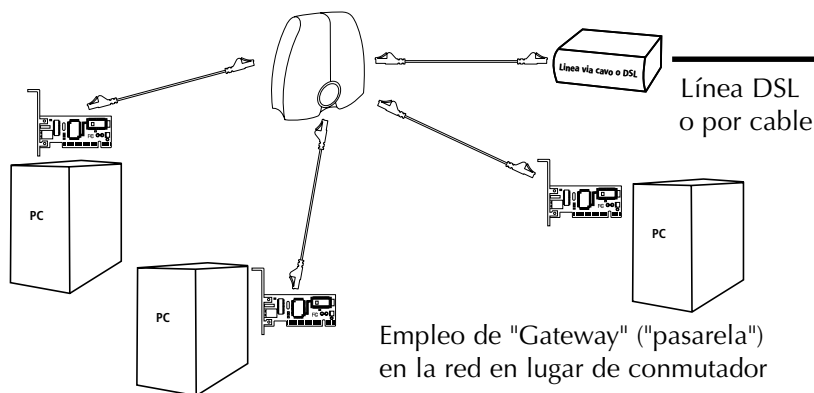 Linea via cavo o DSL
Línea DSL
o por cable
PC
PC
PC
Empleo de "Gateway" ("pasarela")
en la red en lugar de conmutador